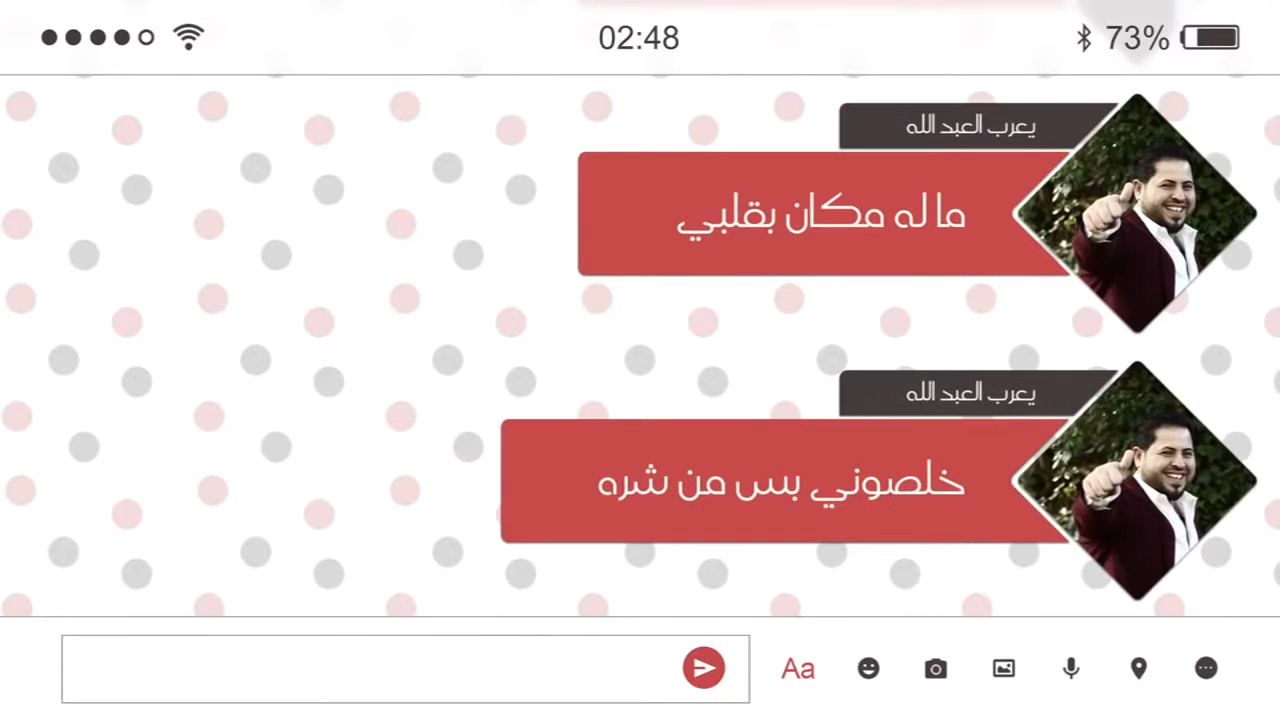 02:48
73%
يعرب العبد الله
ما له مكان بقلبي
يعرب العبد الله
خلصوني بس من شره
Aa